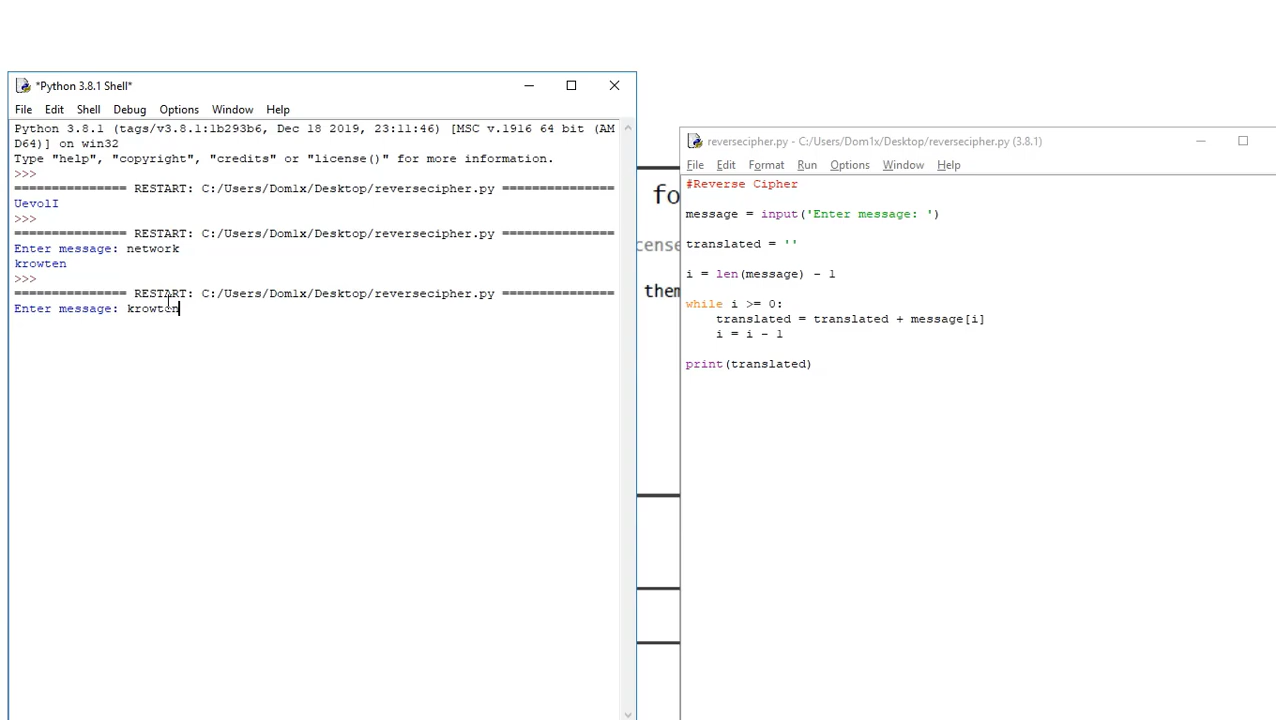 *Python 3.8.1 Shell*
File Edit Shell Debug Options Window Help
Python 3.8.1 (tags/v3.8.1:1b293b6, Dec 18 2019, 23:11:46) [MSC v.1916 64 bit (AM
D64)] on win32
Type "help", "copyright", "credits" or "license()" for more information.
>>>
=============== RESTART: C:/Users/Dom1x/Desktop/reversecipher.py ===============
UevolI
>>>
=============== RESTART: C:/Users/Dom1x/Desktop/reversecipher.py ===============
Enter message: network
krowten
>>>
=============== RESTART: C:/Users/Dom1x/Desktop/reversecipher.py ===============
Enter message: krowten
fo
cense
them
reversecipher.py - C:/Users/Dom1x/Desktop/reversecipher.py (3.8.1)
File Edit Format Run Options Window Help
#Reverse Cipher
message = input('Enter message: ')
translated = ''
i = len(message) - 1
while i >= 0:
    translated = translated + message[i]
    i = i - 1
print(translated)